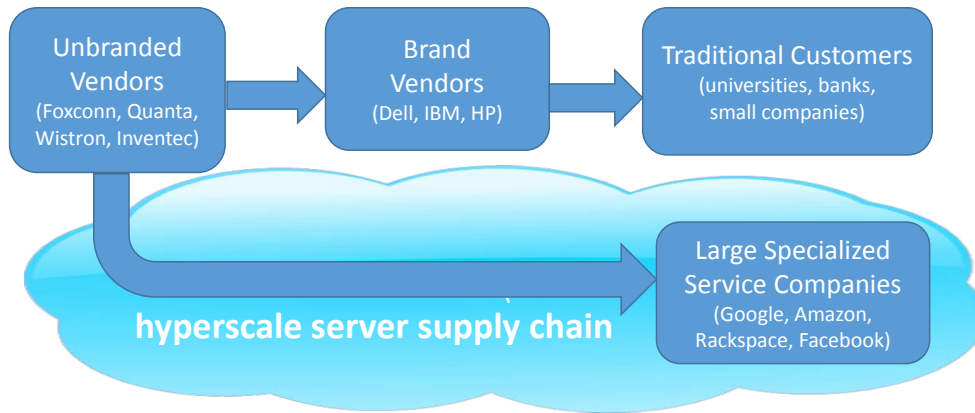 Unbranded
Vendors
(Foxconn, Quanta,
Wistron, Inventec)
Brand
Vendors
(Dell, IBM, HP)
Traditional Customers
(universities, banks,
small companies)
Large Specialized
Service Companies
(Google, Amazon,
Rackspace, Facebook)
hyperscale server supply chain